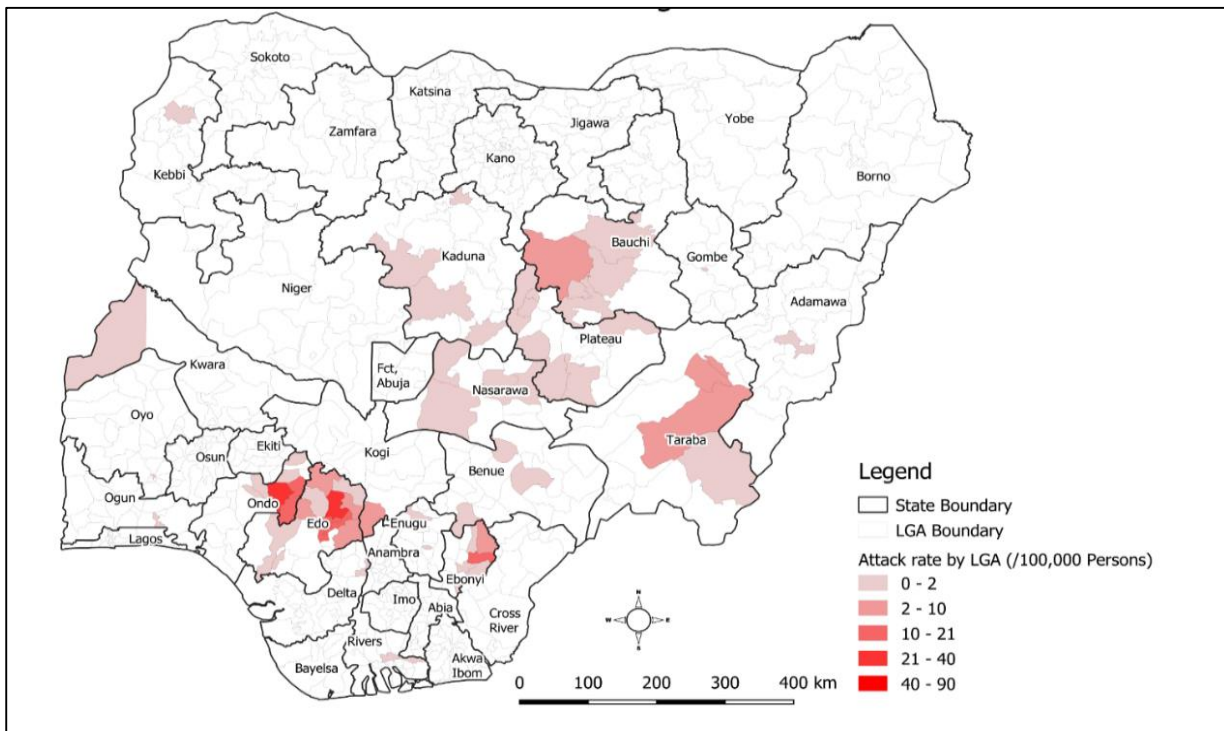 Sokoto
Katsina
Jigawa
Yobe
Zamfara
Kano
Borno
Kebbi
Bauchi
Kaduna
Gombe
Niger
Adamawa
Plateau
Kwara
Fct,
Abuja
Nasarawa
Oyo
Taraba
Ekiti
Kogi
Osun
Benue
Ogun
Ondo
Edo
Enugu
Lagos
Anambra
Ebonyi
Delta
Imo
Abia
Cross
River
Rivers
Bayelsa
Akwa
Ibom
N
W
E
S
0 100 200 300 400 km
Legend
State Boundary
LGA Boundary
Attack rate by LGA (/100,000 Persons)
0 - 2
2 - 10
10 - 21
21 - 40
40 - 90